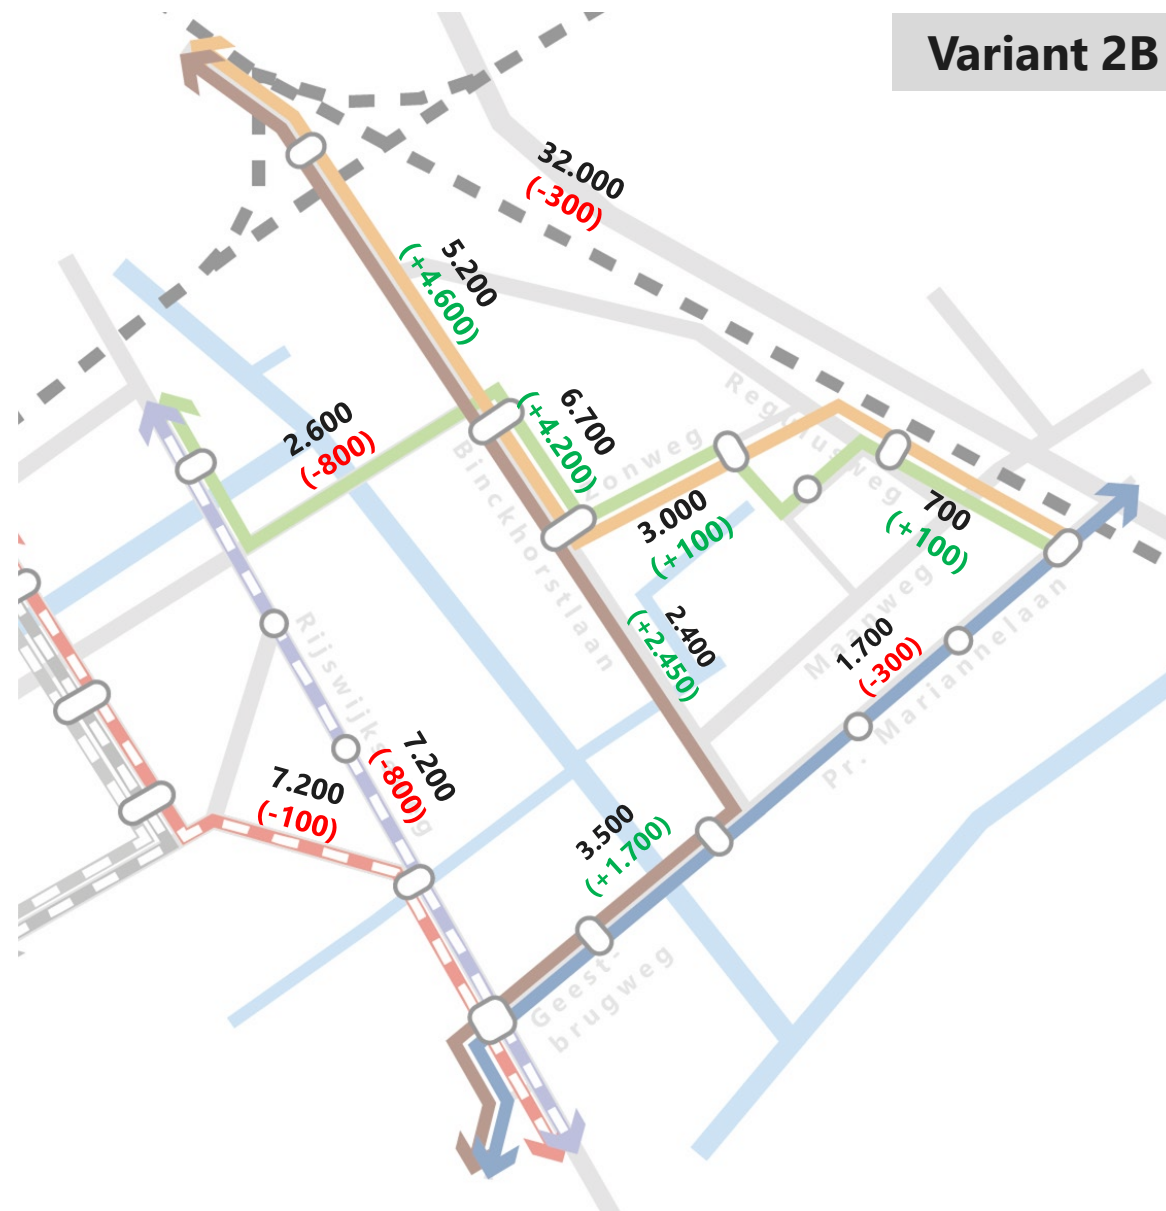 Variant 2B
32.000
(-300)
5.200
(+4.600)
6.700
(+4.200)
2.600
(-800)
Regulusweg
3.000
(+100)
700
(+100)
Binckhorstlaan
2.400
(+2.450)
Maanweg
1.700
(-300)
Pr. Mariannelaan
Rijswijkseweg
7.200
(-800)
7.200
(-100)
3.500
(+1.700)
Geest-
brugweg